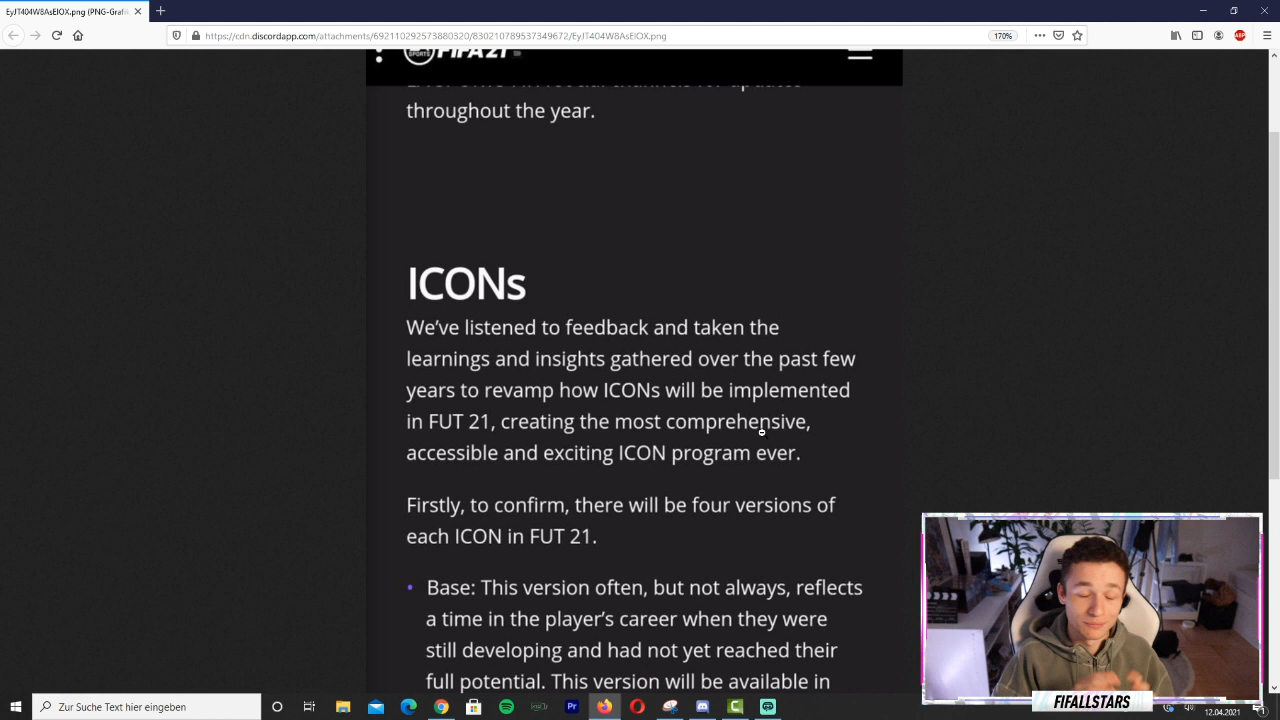 EyJT404W8AsEIOX.png (PNG-Grafik
https://cdn.discordapp.com/attachments/692110292573880320/830210789537349672/EyJT404W8AsEIOX.png
170%
ABP
FIFA 21
throughout the year.
ICONs
We’ve listened to feedback and taken the
learnings and insights gathered over the past few
years to revamp how ICONs will be implemented
in FUT 21, creating the most comprehensive,
accessible and exciting ICON program ever.
Firstly, to confirm, there will be four versions of
each ICON in FUT 21.
• Base: This version often, but not always, reflects
a time in the player’s career when they were
still developing and had not yet reached their
full potential. This version will be available in
FIFALLSTARS
Zur Suche Text hier eingeben
Pr
12.04.2021